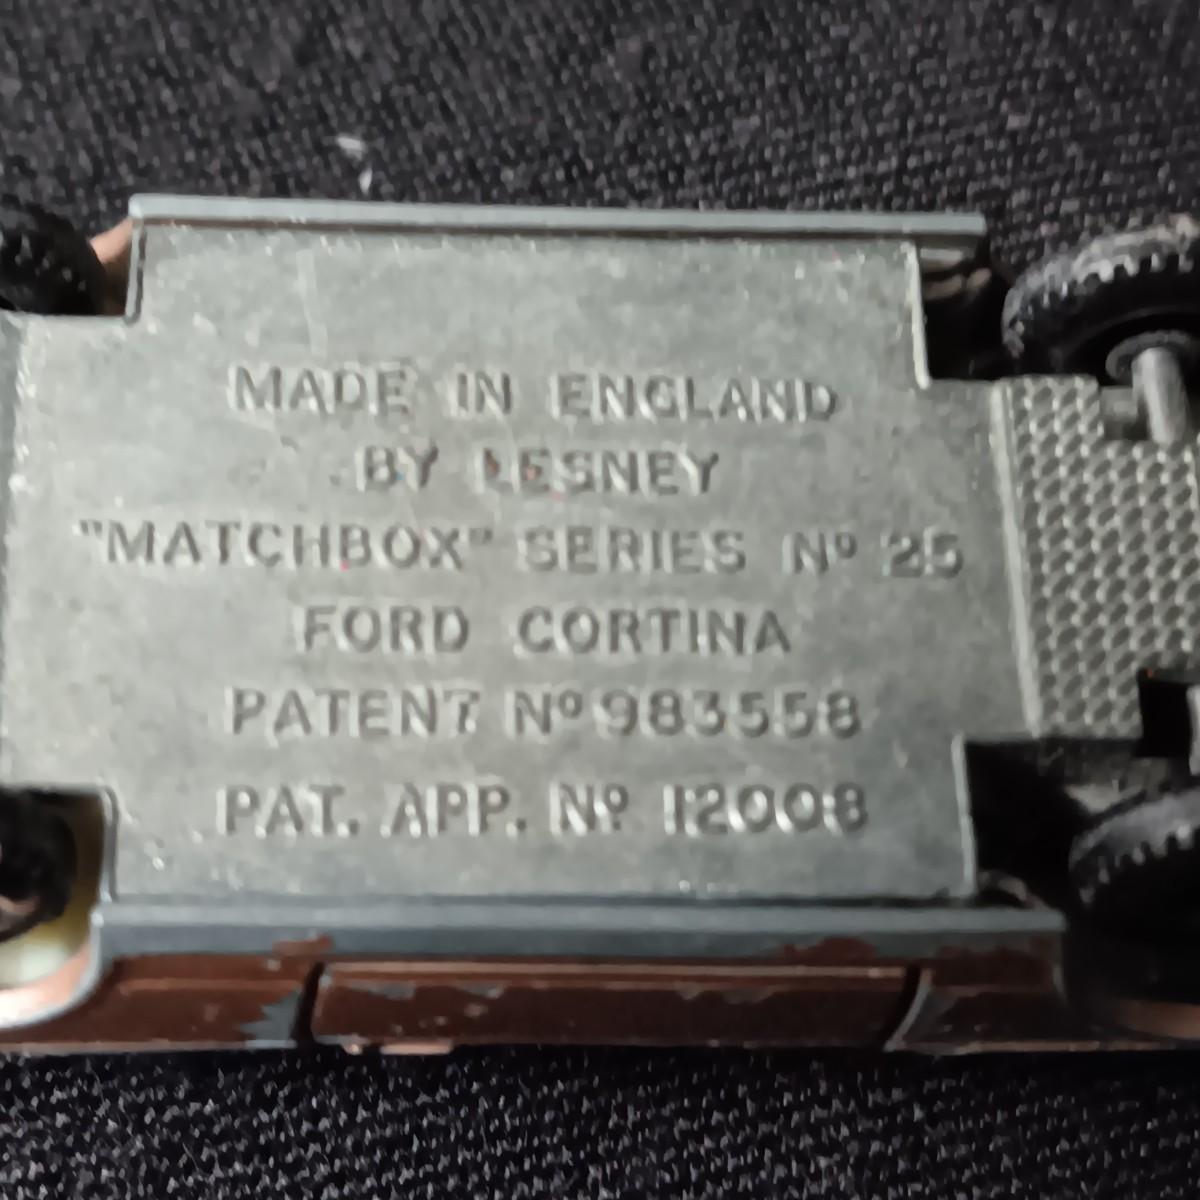 MADE IN ENGLAND
BY LESNEY
"MATCHBOX" SERIES Nº 25
FORD CORTINA
PATENT Nº 983558
PAT. APP. Nº 12008